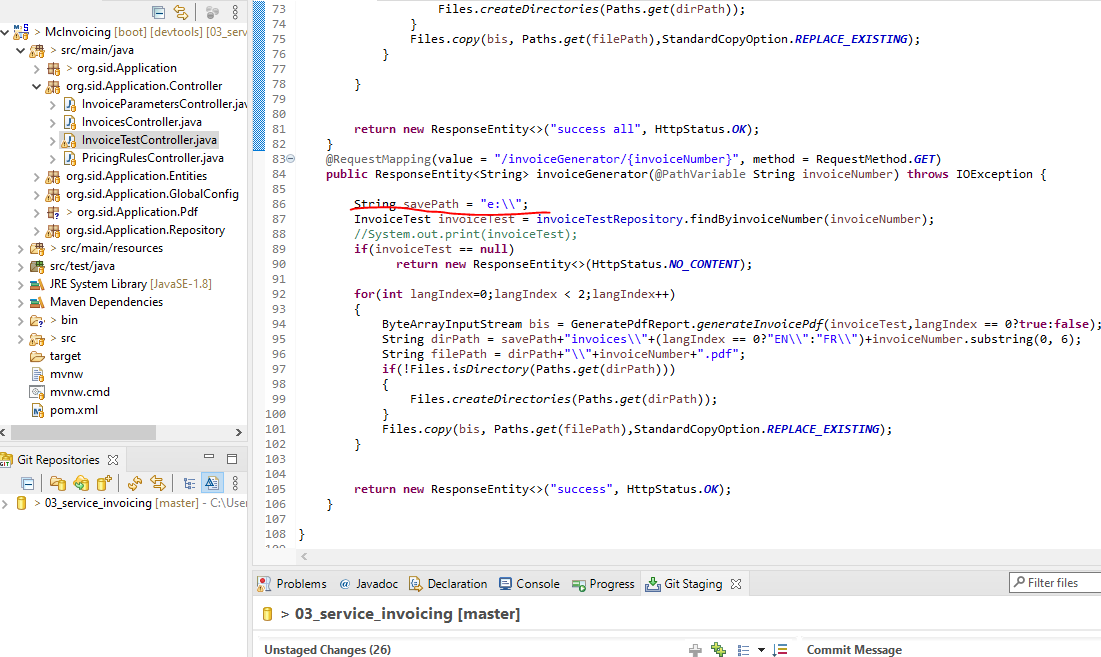 McInvoicing [boot] [devtools] [03_serv
src/main/java
org.sid.Application
org.sid.Application.Controller
InvoiceParametersController.jav
InvoicesController.java
InvoiceTestController.java
PricingRulesController.java
org.sid.Application.Entities
org.sid.Application.GlobalConfig
org.sid.Application.Pdf
org.sid.Application.Repository
src/main/resources
src/test/java
JRE System Library [JavaSE-1.8]
Maven Dependencies
bin
src
target
mvnw
mvnw.cmd
pom.xml
Git Repositories
> 03_service_invoicing [master] - C:\User
73 Files.createDirectories(Paths.get(dirPath));
74 }
75 Files.copy(bis, Paths.get(filePath),StandardCopyOption.REPLACE_EXISTING);
76 }
77
78 }
79
80
81 return new ResponseEntity<>("success all", HttpStatus.OK);
82 }
83 @RequestMapping(value = "/invoiceGenerator/{invoiceNumber}", method = RequestMethod.GET)
84 public ResponseEntity<String> invoiceGenerator(@PathVariable String invoiceNumber) throws IOException {
85
86 String savePath = "e:\\";
87 InvoiceTest invoiceTest = invoiceTestRepository.findByinvoiceNumber(invoiceNumber);
88 //System.out.print(invoiceTest);
89 if(invoiceTest == null)
90 return new ResponseEntity<>(HttpStatus.NO_CONTENT);
91
92 for(int langIndex=0;langIndex < 2;langIndex++)
93 {
94 ByteArrayInputStream bis = GeneratePdfReport.generateInvoicePdf(invoiceTest,langIndex == 0?true:false);
95 String dirPath = savePath+"invoices\\"+(langIndex == 0?"EN\\":"FR\\")+invoiceNumber.substring(0, 6);
96 String filePath = dirPath+"\\"+invoiceNumber+".pdf";
97 if(!Files.isDirectory(Paths.get(dirPath)))
98 {
99 Files.createDirectories(Paths.get(dirPath));
100 }
101 Files.copy(bis, Paths.get(filePath),StandardCopyOption.REPLACE_EXISTING);
102 }
103
104
105 return new ResponseEntity<>("success", HttpStatus.OK);
106 }
107
108 }
109
Problems @ Javadoc Declaration Console Progress Git Staging
Filter files
> 03_service_invoicing [master]
Unstaged Changes (26)
Commit Message